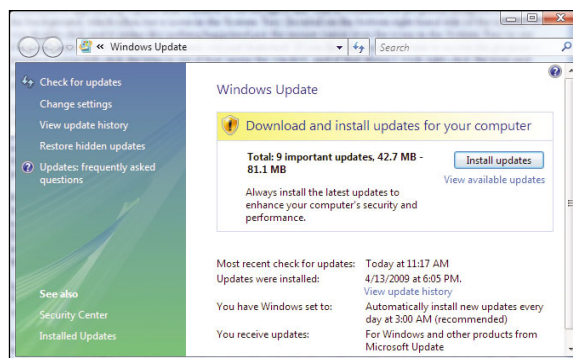 « Windows Update
Search
Check for updates
Change settings
View update history
Restore hidden updates
Updates: frequently asked
questions
See also
Security Center
Installed Updates
Windows Update
Download and install updates for your computer
Total: 9 important updates, 42.7 MB -
81.1 MB
Install updates
View available updates
Always install the latest updates to
enhance your computer's security and
performance.
Most recent check for updates: Today at 11:17 AM
Updates were installed: 4/13/2009 at 6:05 PM.
View update history
You have Windows set to: Automatically install new updates every
day at 3:00 AM (recommended)
You receive updates: For Windows and other products from
Microsoft Update